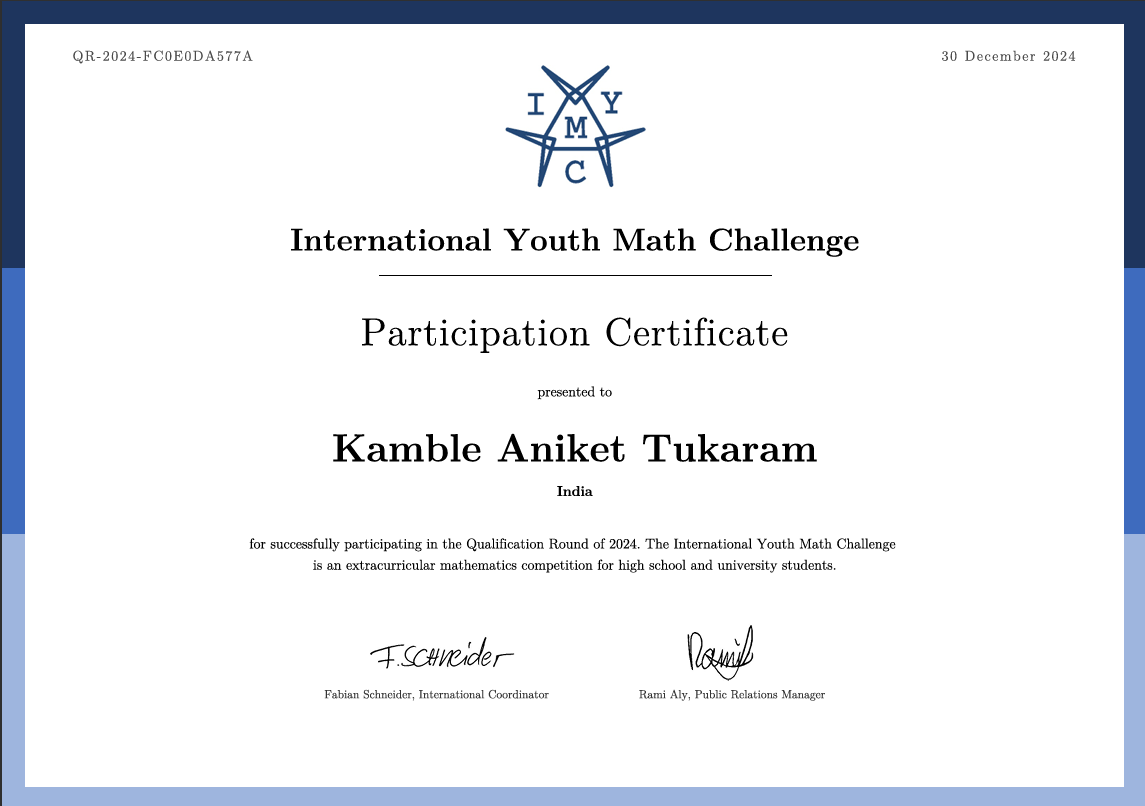 QR-2024-FC0E0DA577A
30 December 2024
I Y
M
C
International Youth Math Challenge
Participation Certificate
presented to
Kamble Aniket Tukaram
India
for successfully participating in the Qualification Round of 2024. The International Youth Math Challenge
is an extracurricular mathematics competition for high school and university students.
F.Schneider
Rami
Fabian Schneider, International Coordinator
Rami Aly, Public Relations Manager